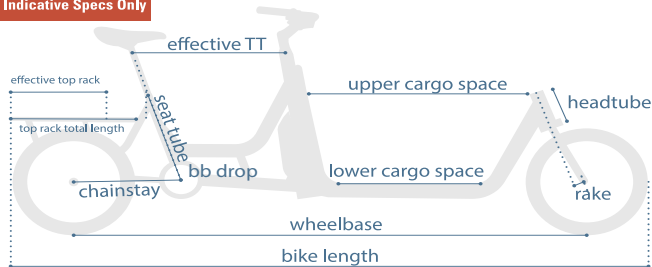 Indicative Specs Only
effective TT
effective top rack
upper cargo space
headtube
seat tube
top rack total length
bb drop
lower cargo space
chainstay
rake
wheelbase
bike length